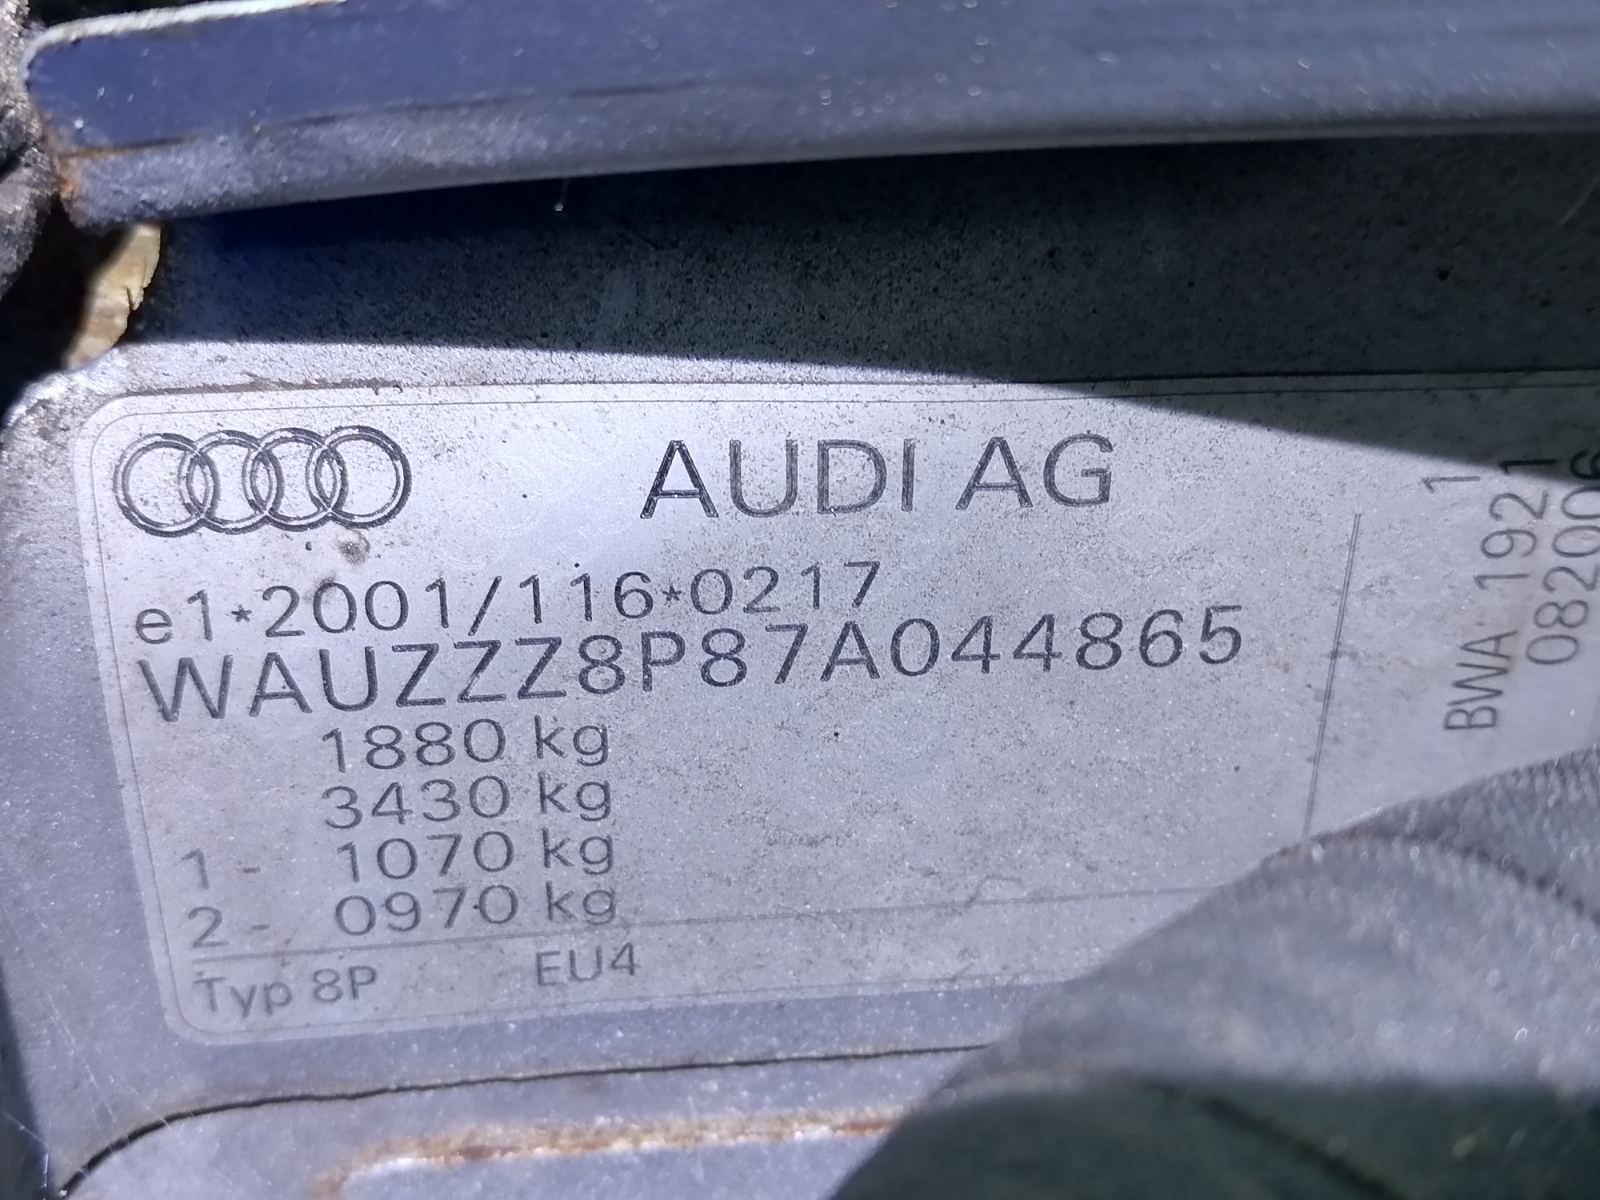 AUDI AG
e1*2001/116*0217
WAUZZZ8P87A044865
1880 kg
3430 kg
1 - 1070 kg
2 - 0970 kg
Typ 8P EU4
1
BWA 1921
082006